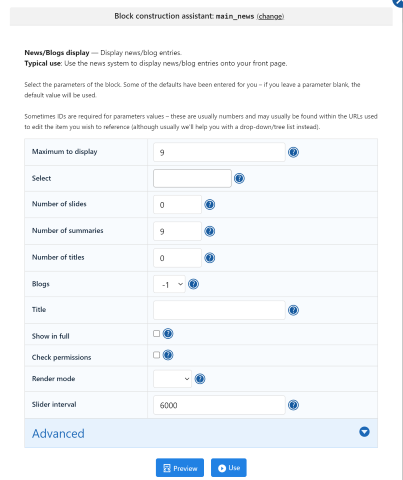 Block construction assistant: main_news (change)
News/Blogs display — Display news/blog entries.
Typical use: Use the news system to display news/blog entries onto your front page.
Select the parameters of the block. Some of the defaults have been entered for you – if you leave a parameter blank, the
default value will be used.
Sometimes IDs are required for parameters values – these are usually numbers and may usually be found within the URLs used
to edit the item you wish to reference (although usually we'll help you with a drop-down/tree list instead).
Maximum to display 9 ?
Select ?
Number of slides 0 ?
Number of summaries 9 ?
Number of titles 0 ?
Blogs -1 ?
Title ?
Show in full ?
Check permissions ?
Render mode ?
Slider interval 6000 ?
Advanced
Preview Use